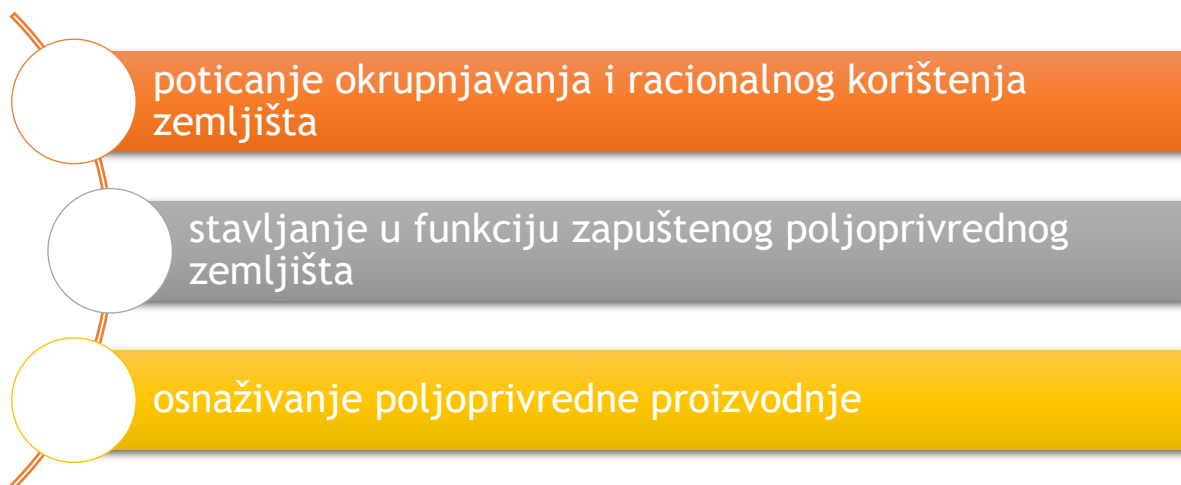 poticanje okrupnjavanja i racionalnog korištenja
zemljišta
stavljanje u funkciju zapuštenog poljoprivrednog
zemljišta
osnaživanje poljoprivredne proizvodnje